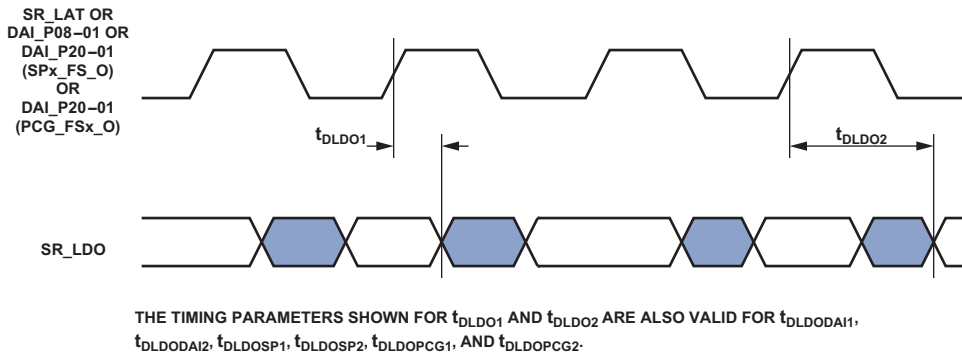 SR_LAT OR
DAI_P08–01 OR
DAI_P20–01
(SPx_FS_O)
OR
DAI_P20–01
(PCG_FSx_O)
tDLDO1
tDLDO2
SR_LDO
THE TIMING PARAMETERS SHOWN FOR tDLDO1 AND tDLDO2 ARE ALSO VALID FOR tDLDODAI1,
tDLDODAI2, tDLDOSP1, tDLDOSP2, tDLDOPCG1, AND tDLDOPCG2.